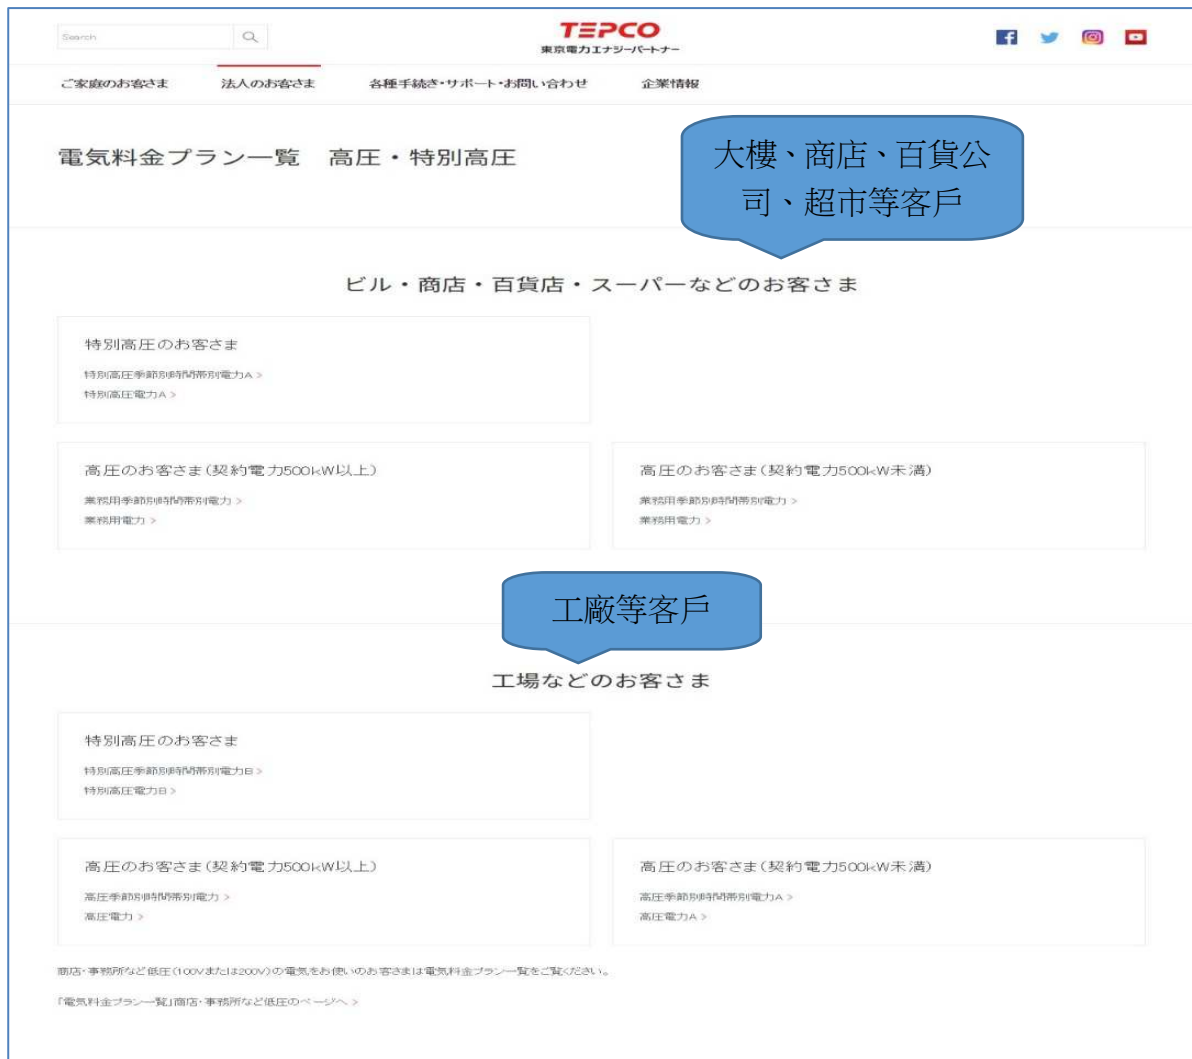 Search
TEPCO
東京電力エナジーパートナー
ご家庭のお客さま 法人のお客さま 各種手続き・サポート・お問い合わせ 企業情報
電気料金プラン一覧　高圧・特別高圧
大樓、商店、百貨公
司、超市等客戶
ビル・商店・百貨店・スーパーなどのお客さま
特別高圧のお客さま
特別高圧季節別時間帯別電力A >
特別高圧電力A >
高圧のお客さま(契約電力500kW以上)
業務用季節別時間帯別電力 >
業務用電力 >
高圧のお客さま(契約電力500kW未満)
業務用季節別時間帯別電力 >
業務用電力 >
工廠等客戶
工場などのお客さま
特別高圧のお客さま
特別高圧季節別時間帯別電力B >
特別高圧電力B >
高圧のお客さま(契約電力500kW以上)
高圧季節別時間帯別電力 >
高圧電力 >
高圧のお客さま(契約電力500kW未満)
高圧季節別時間帯別電力A >
高圧電力A >
商店・事務所など低圧(100Vまたは200V)の電気をお使いのお客さまは電気料金プラン一覧をご覧ください。
「電気料金プラン一覧」商店・事務所など低圧のページへ >